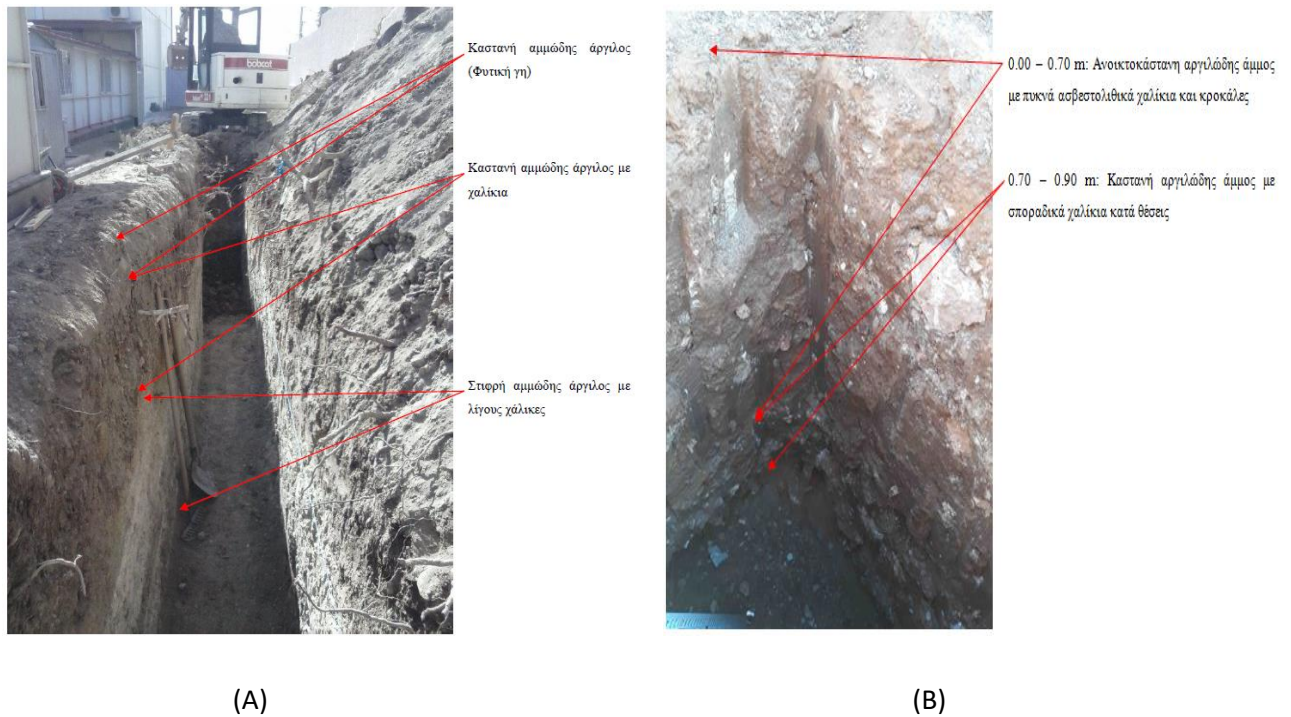 Καστανή αμμώδης άργιλος
(Φυτική γη)
Καστανή αμμώδης άργιλος με
χαλίκια
Στιφρή αμμώδης άργιλος με
λίγους χάλικες
bobcat
(A)
0.00 – 0.70 m: Ανοικτοκάστανη αργιλώδης άμμος
με πυκνά ασβεστολιθικά χαλίκια και κροκάλες
0.70 – 0.90 m: Καστανή αργιλώδης άμμος με
σποραδικά χαλίκια κατά θέσεις
(B)